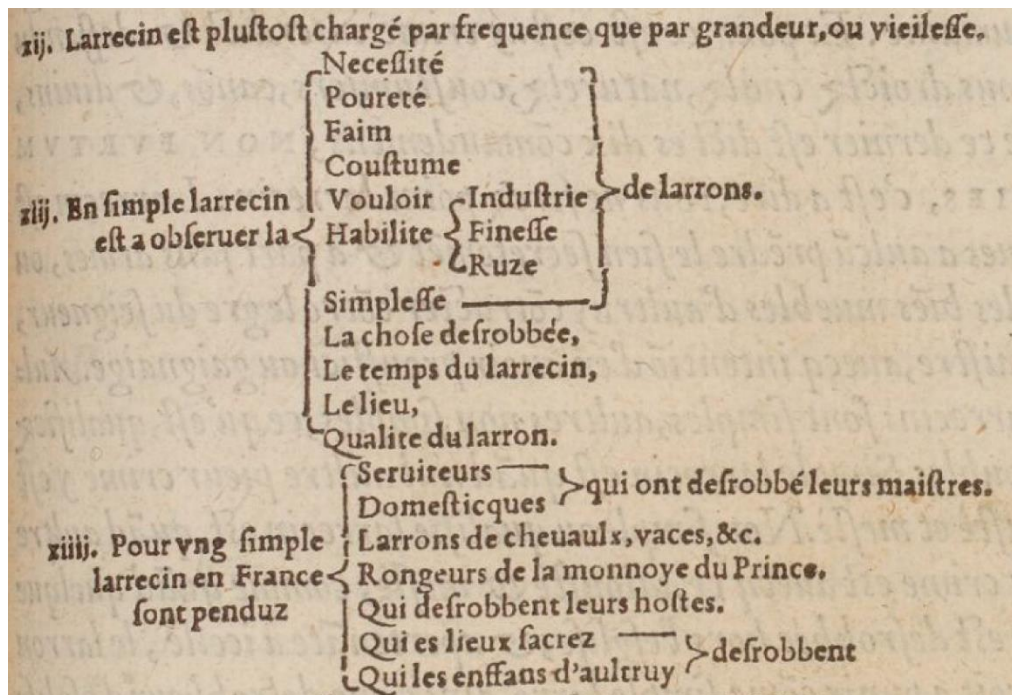 xij. Larrecin eſt pluſtoſt chargé par frequence que par grandeur, ou vieileſſe.
Neceſſité
Poureté
Faim
Couſtume
xiij. En ſimple larrecin
eſt a obſeruer la
Vouloir
Habilite
Induſtrie
Fineſſe
Ruze
de larrons.
Simpleſſe
La choſe deſrobbée,
Le temps du larrecin,
Le lieu,
Qualite du larron.
Seruiteurs
Domeſticques
qui ont deſrobbé leurs maiſtres.
xiiij. Pour vng ſimple
larrecin en France
ſont penduz
Larrons de cheuaulx, vaces, &c.
Rongeurs de la monnoye du Prince.
Qui deſrobbent leurs hoſtes.
Qui es lieux ſacrez
Qui les enffans d'aultruy
deſrobbent